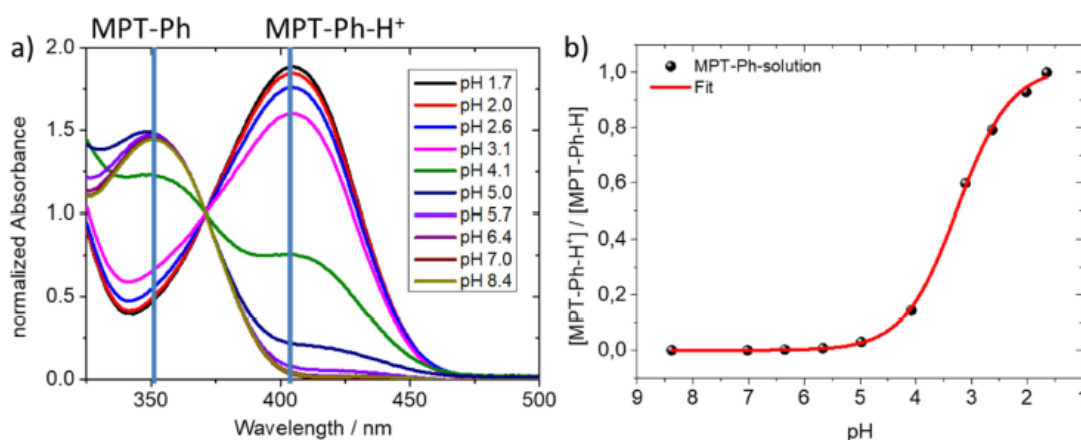 MPT-Ph MPT-Ph-H⁺
a)
2.0
1.5
1.0
0.5
0.0
normalized Absorbance
pH 1.7
pH 2.0
pH 2.6
pH 3.1
pH 4.1
pH 5.0
pH 5.7
pH 6.4
pH 7.0
pH 8.4
350 400 450 500
Wavelength / nm
b)
MPT-Ph-solution
Fit
1,0
0,8
0,6
0,4
0,2
0,0
[MPT-Ph-H⁺] / [MPT-Ph-H]
9 8 7 6 5 4 3 2 1
pH